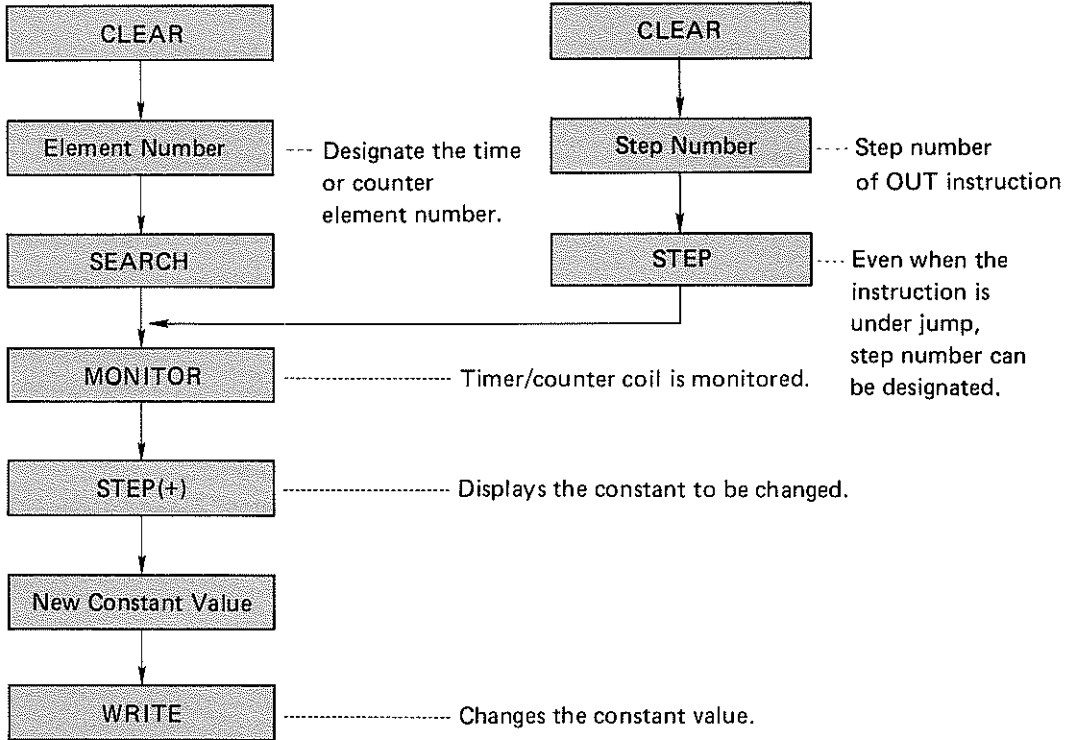 CLEAR
CLEAR
Element Number
--- Designate the time
or counter
element number.
Step Number
---- Step number
of OUT instruction
SEARCH
STEP
---- Even when the
instruction is
under jump,
step number can
be designated.
MONITOR
Timer/counter coil is monitored.
STEP(+)
Displays the constant to be changed.
New Constant Value
WRITE
Changes the constant value.